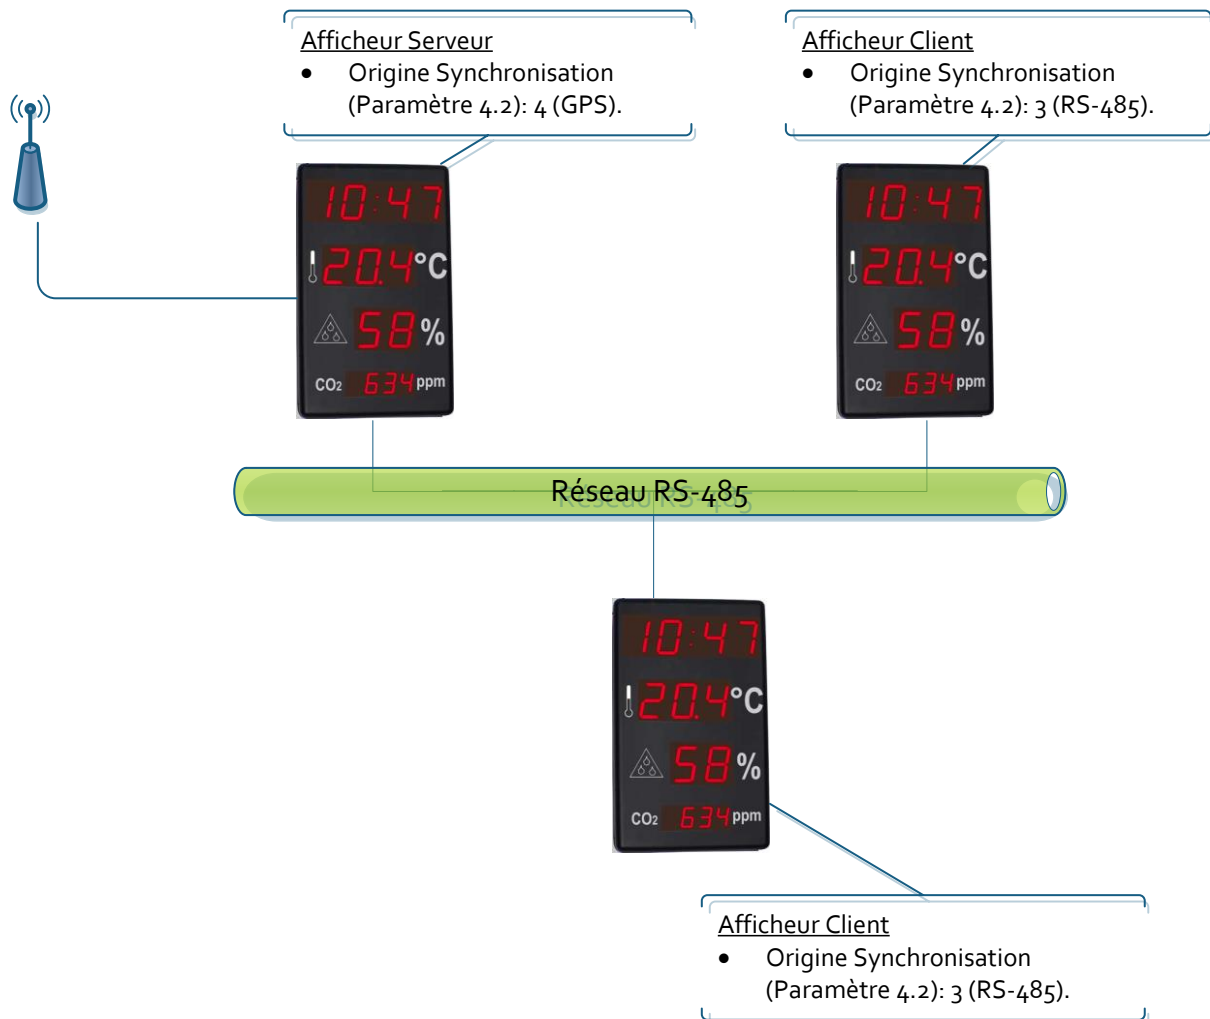 Afficheur Serveur
• Origine Synchronisation
(Paramètre 4.2): 4 (GPS).
Afficheur Client
• Origine Synchronisation
(Paramètre 4.2): 3 (RS-485).
10:47
20.4°C
58%
CO2 634 ppm
10:47
20.4°C
58%
CO2 634 ppm
Réseau RS-485
10:47
20.4°C
58%
CO2 634 ppm
Afficheur Client
• Origine Synchronisation
(Paramètre 4.2): 3 (RS-485).